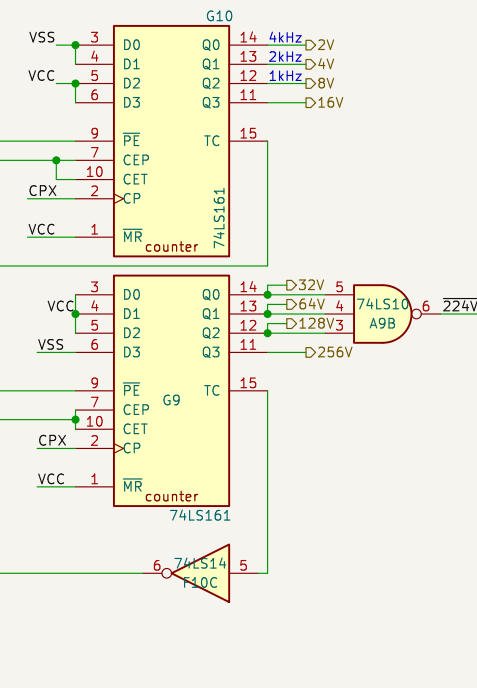 G10
VSS 3 D0 Q0 14 4kHz 2V
4 D1 Q1 13 2kHz 4V
VCC 5 D2 Q2 12 1kHz 8V
6 D3 Q3 11 16V
9 PE TC 15
7 CEP
10 CET
CPX 2 CP
74LS161
VCC 1 MR
counter
3 D0 Q0 14 32V 5
VCC 4 D1 Q1 13 64V 4 74LS10 6 224V
5 D2 Q2 12 128V 3 A9B
VSS 6 D3 Q3 11 256V
9 PE TC 15
7 CEP G9
10 CET
CPX 2 CP
VCC 1 MR
counter
74LS161
6 74LS14 5
F10C